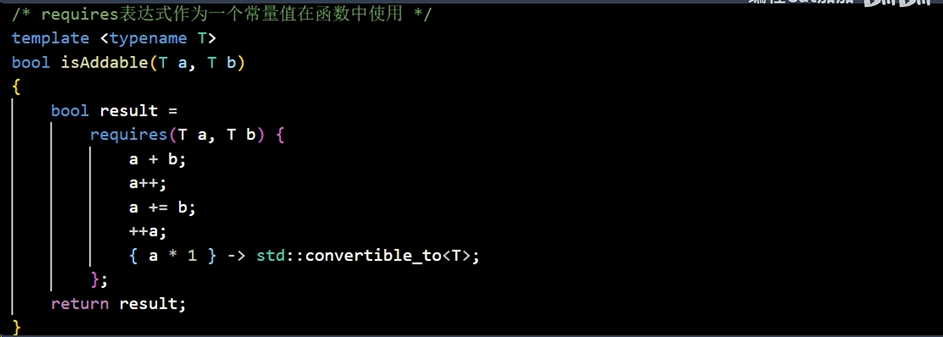 /* requires表达式作为一个常量值在函数中使用 */
template <typename T>
bool isAddable(T a, T b)
{
    bool result =
        requires(T a, T b) {
            a + b;
            a++;
            a += b;
            ++a;
            { a * 1 } -> std::convertible_to<T>;
        };
    return result;
}